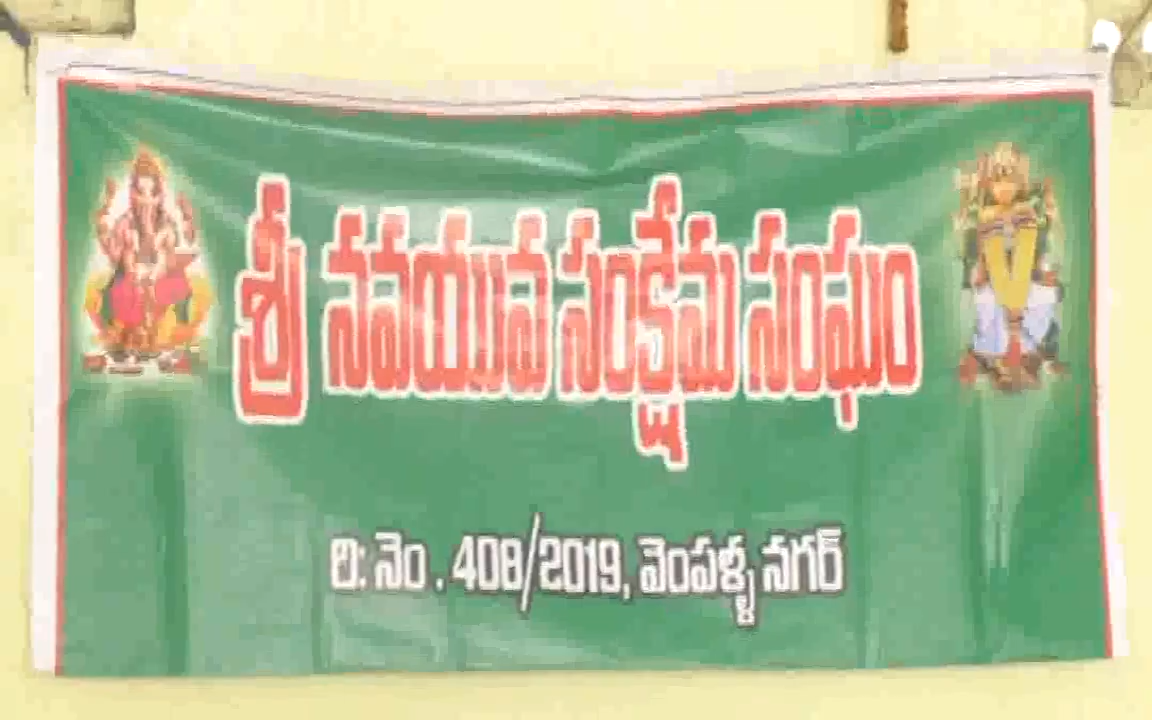 శ్రీ నవయువ సంక్షేమ సంఘం
రి: నెం . 408/2019, వెంపళ్ళ నగర్